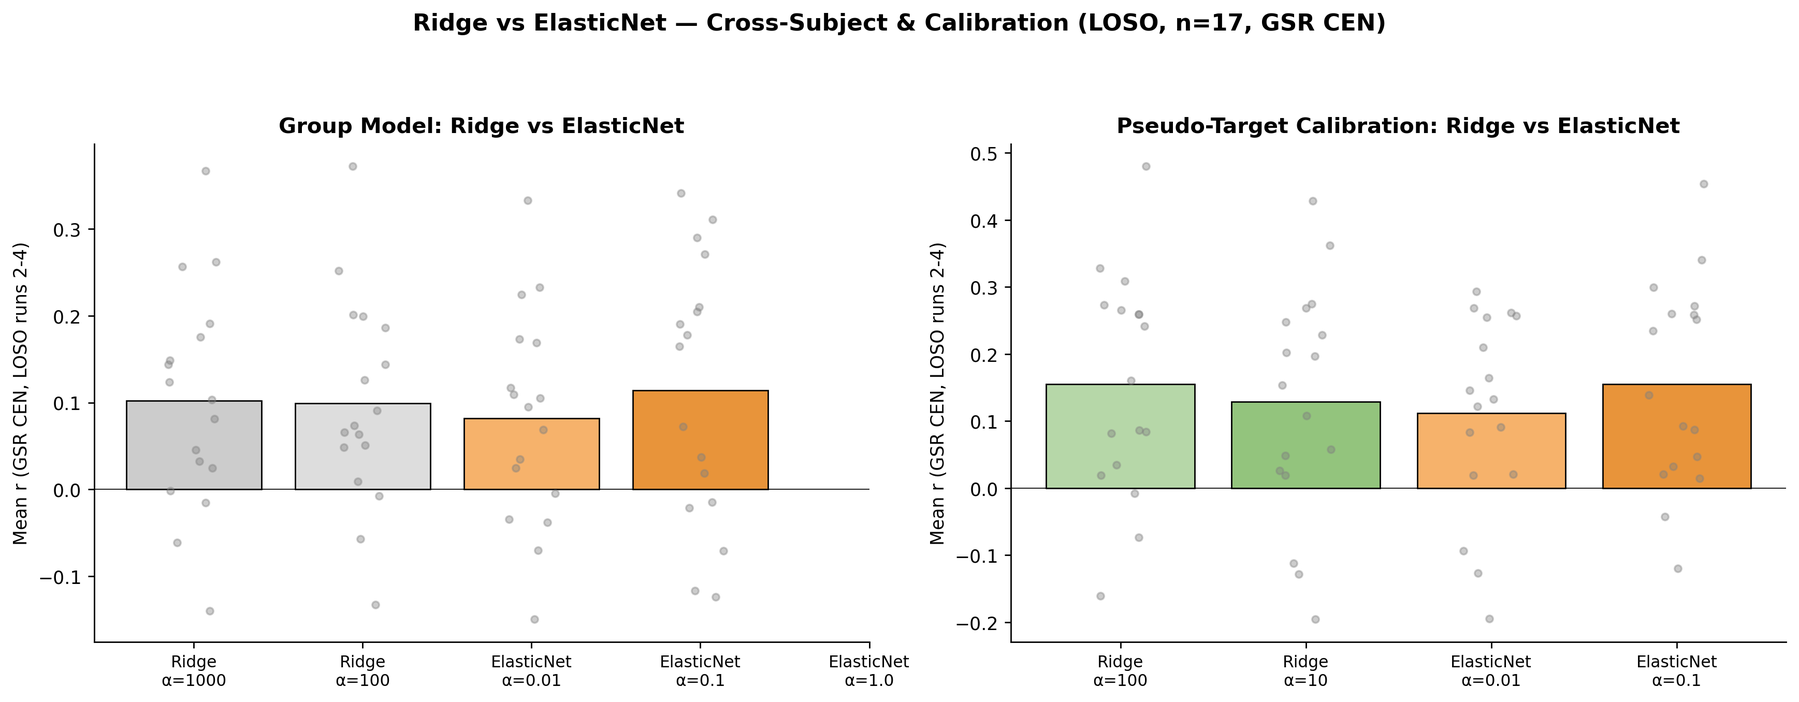 Ridge vs ElasticNet — Cross-Subject & Calibration (LOSO, n=17, GSR CEN)
Group Model: Ridge vs ElasticNet
Mean r (GSR CEN, LOSO runs 2-4)
0.3
0.2
0.1
0.0
−0.1
Ridge
α=1000
Ridge
α=100
ElasticNet
α=0.01
ElasticNet
α=0.1
ElasticNet
α=1.0
Pseudo-Target Calibration: Ridge vs ElasticNet
Mean r (GSR CEN, LOSO runs 2-4)
0.5
0.4
0.3
0.2
0.1
0.0
−0.1
−0.2
Ridge
α=100
Ridge
α=10
ElasticNet
α=0.01
ElasticNet
α=0.1